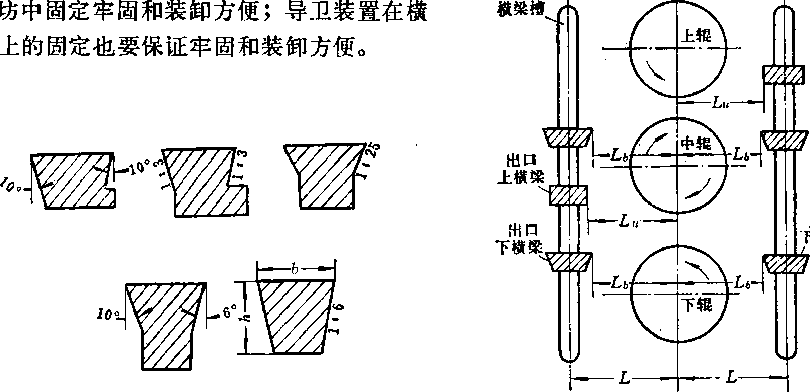 坊中固定牢固和装卸方便；导卫装置在横
上的固定也要保证牢固和装卸方便。
横梁槽
上辊
Lu
10°
10°
1:3
1:3
1:25
中辊
Lb
Lb
出口
上横梁
Lu
出口
下横梁
下
Lb
Lb
下辊
10°
6°
b
h
1:6
L
L